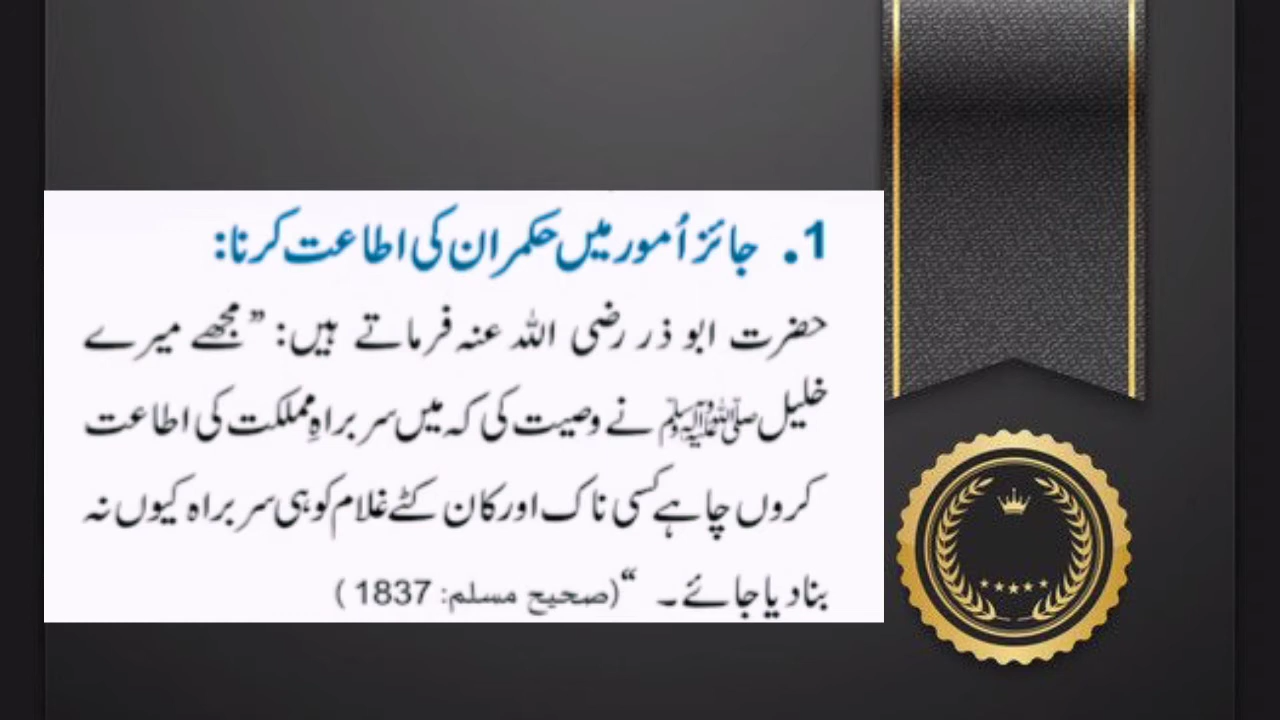 1. جائز اُمور میں حکمران کی اطاعت کرنا:
حضرت ابو ذر رضی اللہ عنہ فرماتے ہیں: ”مجھے میرے
خلیل ﷺ نے وصیت کی کہ میں سربراہِ مملکت کی اطاعت
کروں چاہے کسی ناک اور کان کٹے غلام کو ہی سربراہ کیوں نہ
بنا دیا جائے۔ “(صحیح مسلم: 1837 )